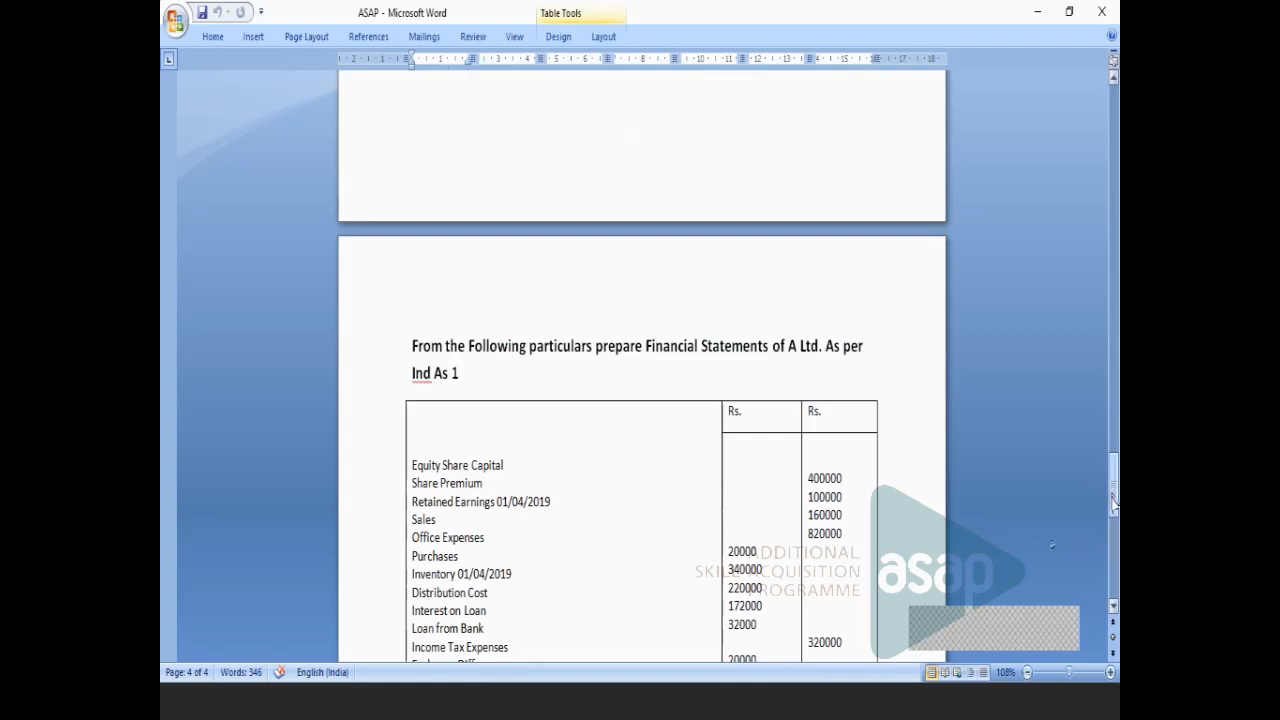 ASAP - Microsoft Word
Table Tools
Home Insert Page Layout References Mailings Review View Design Layout
From the Following particulars prepare Financial Statements of A Ltd. As per
Ind As 1
Rs. Rs.
Equity Share Capital 400000
Share Premium 100000
Retained Earnings 01/04/2019 160000
Sales 820000
Office Expenses 20000
Purchases 340000
Inventory 01/04/2019 220000
Distribution Cost 172000
Interest on Loan 32000
Loan from Bank 320000
Income Tax Expenses 20000
ADDITIONAL
SKILL ACQUISITION
PROGRAMME
asap
Page: 4 of 4 Words: 346 English (India) 108%